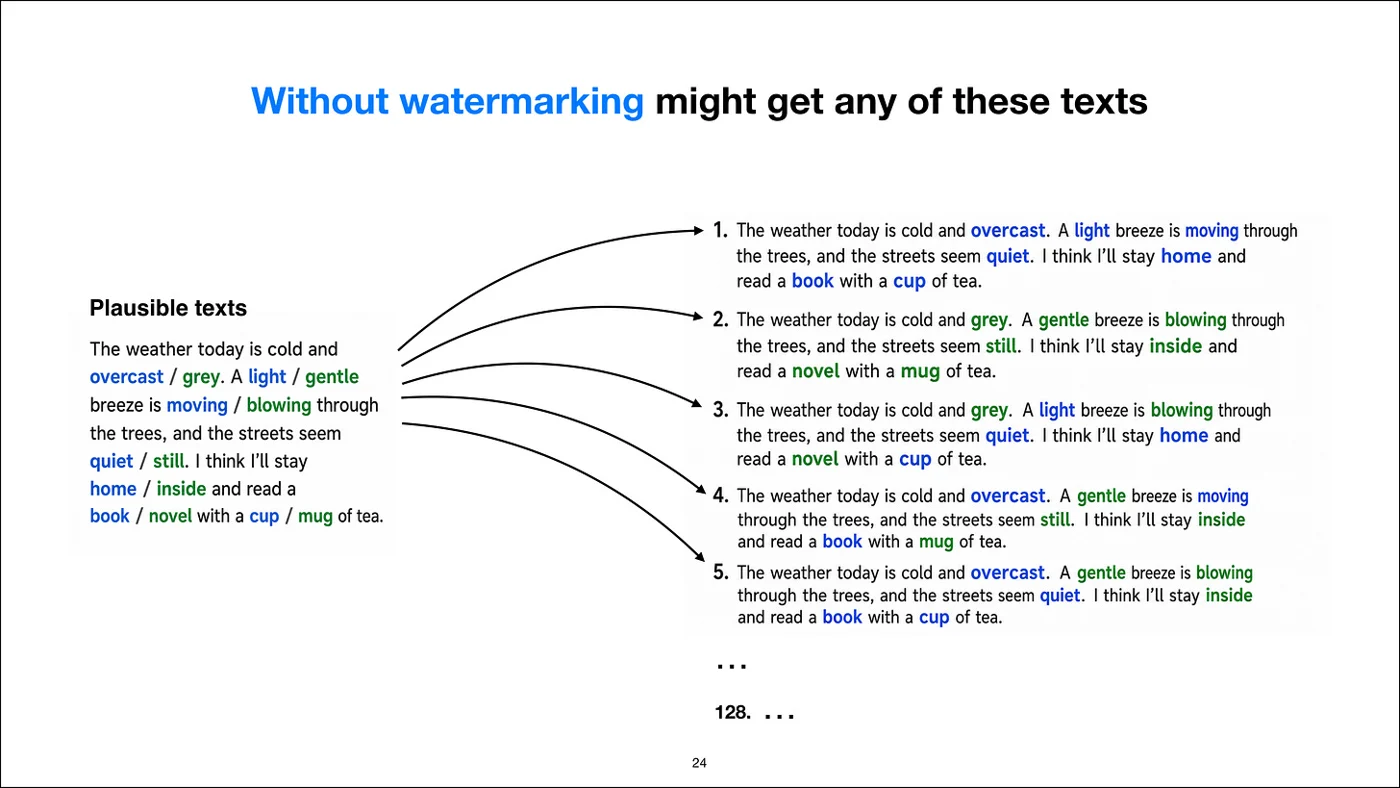 Without watermarking might get any of these texts
Plausible texts
The weather today is cold and
overcast / grey. A light / gentle
breeze is moving / blowing through
the trees, and the streets seem
quiet / still. I think I'll stay
home / inside and read a
book / novel with a cup / mug of tea.
1. The weather today is cold and overcast. A light breeze is moving through
the trees, and the streets seem quiet. I think I'll stay home and
read a book with a cup of tea.
2. The weather today is cold and grey. A gentle breeze is blowing through
the trees, and the streets seem still. I think I'll stay inside and
read a novel with a mug of tea.
3. The weather today is cold and grey. A light breeze is blowing through
the trees, and the streets seem quiet. I think I'll stay home and
read a novel with a cup of tea.
4. The weather today is cold and overcast. A gentle breeze is moving
through the trees, and the streets seem still. I think I'll stay inside
and read a book with a mug of tea.
5. The weather today is cold and overcast. A gentle breeze is blowing
through the trees, and the streets seem quiet. I think I'll stay inside
and read a book with a cup of tea.
...
128. ...
24